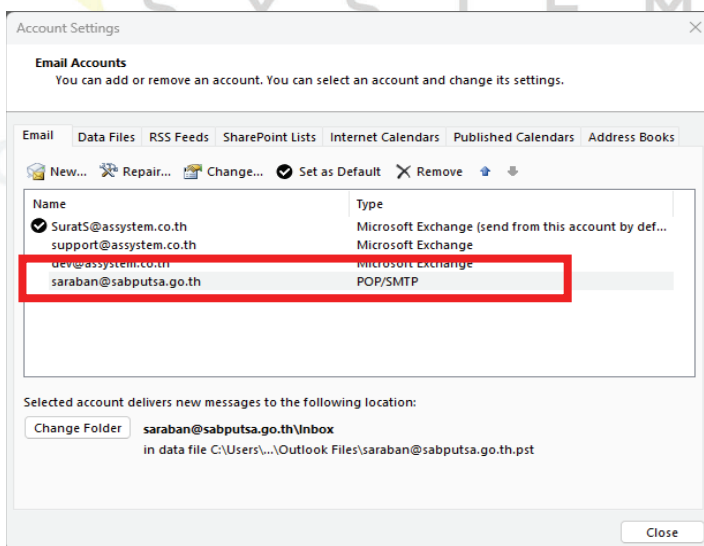 S Y S T E M
Account Settings
Email Accounts
You can add or remove an account. You can select an account and change its settings.
Email Data Files RSS Feeds SharePoint Lists Internet Calendars Published Calendars Address Books
New... Repair... Change... Set as Default Remove
Name Type
SuratS@assystem.co.th Microsoft Exchange (send from this account by def...
support@assystem.co.th Microsoft Exchange
dev@assystem.co.th Microsoft Exchange
saraban@sabputsa.go.th POP/SMTP
Selected account delivers new messages to the following location:
Change Folder saraban@sabputsa.go.th\Inbox
in data file C:\Users\...\Outlook Files\saraban@sabputsa.go.th.pst
Close